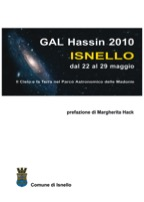 GAL Hassin 2010
ISNELLO
dal 22 al 29 maggio
Il Cielo e la Terra nel Parco Astronomico delle Madonie
prefazione di Margherita Hack
Comune di Isnello